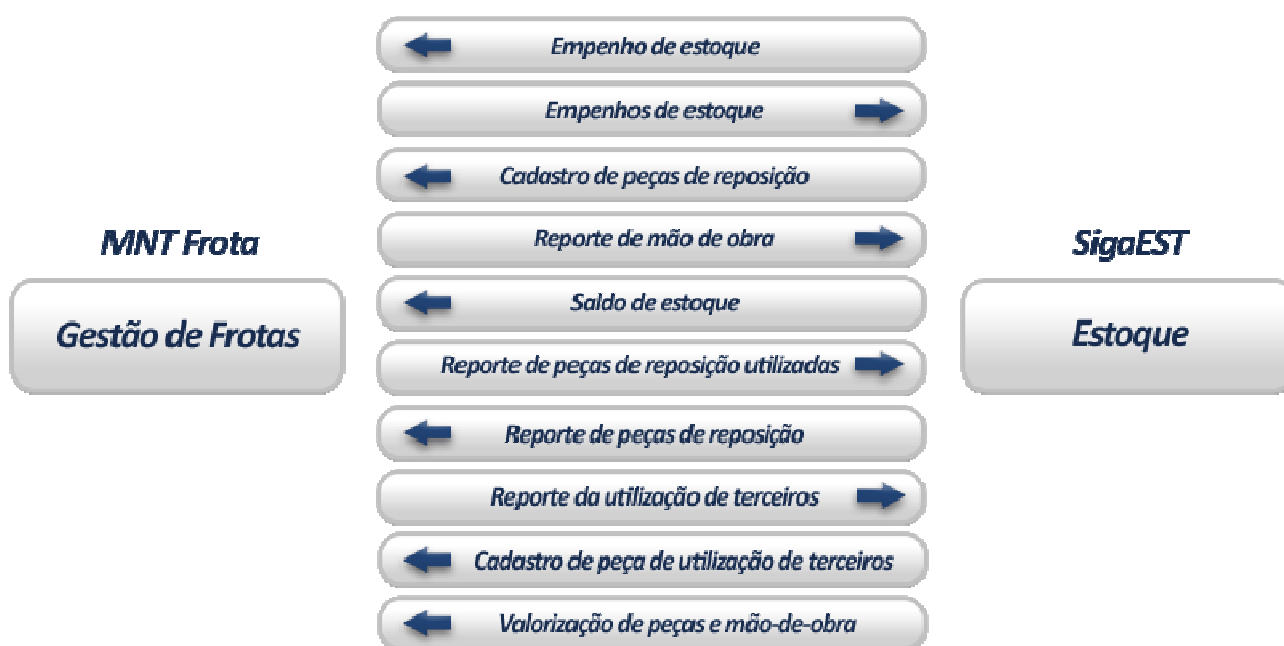 Empenho de estoque
Empenhos de estoque
Cadastro de peças de reposição
MNT Frota
Reporte de mão de obra
SigaEST
Saldo de estoque
Gestão de Frotas
Estoque
Reporte de peças de reposição utilizadas
Reporte de peças de reposição
Reporte da utilização de terceiros
Cadastro de peça de utilização de terceiros
Valorização de peças e mão-de-obra